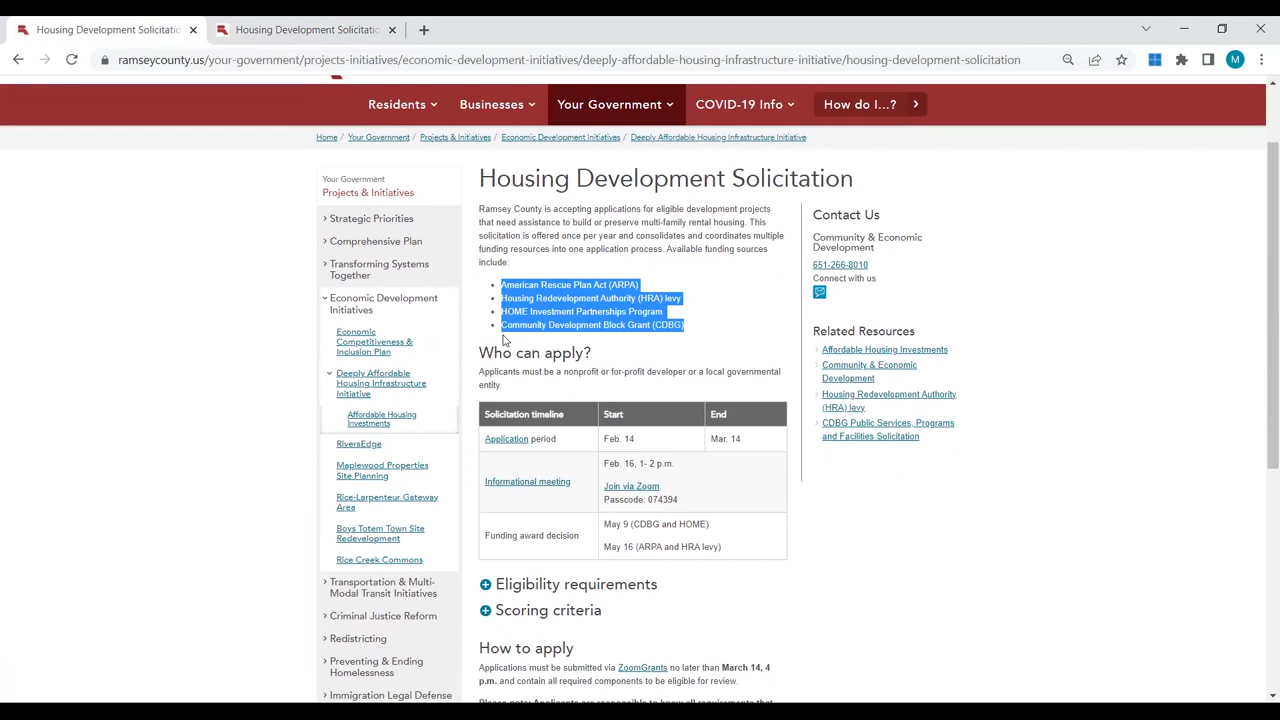 Housing Development Solicitatio
Housing Development Solicitatio
ramseycounty.us/your-government/projects-initiatives/economicdevelopment-initiatives/deeply-affordable-housing-infrastructure-initiative/housing-development-solicitation
M
Residents
Businesses
Your Government
COVID-19 Info
How do I...?
Home / Your Government / Projects & Initiatives / Economic Development Initiatives / Deeply Affordable Housing Infrastructure Initiative
Your Government
Projects & Initiatives
Strategic Priorities
Comprehensive Plan
Transforming Systems
Together
Economic Development
Initiatives
Economic
Competitiveness &
Inclusion Plan
Deeply Affordable
Housing Infrastructure
Initiative
Affordable Housing
Investments
RiversEdge
Maplewood Properties
Site Planning
Rice-Larpenteur Gateway
Area
Boys Totem Town Site
Redevelopment
Rice Creek Commons
Transportation & Multi-
Modal Transit Initiatives
Criminal Justice Reform
Redistricting
Preventing & Ending
Homelessness
Immigration Legal Defense
Housing Development Solicitation
Ramsey County is accepting applications for eligible development projects
that need assistance to build or preserve multi-family rental housing. This
solicitation is offered once per year and consolidates and coordinates multiple
funding resources into one application process. Available funding sources
include:
• American Rescue Plan Act (ARPA)
• Housing Redevelopment Authority (HRA) levy
• HOME Investment Partnerships Program
• Community Development Block Grant (CDBG)
Who can apply?
Applicants must be a nonprofit or for-profit developer or a local governmental
entity.
Solicitation timeline Start End
Application period Feb. 14 Mar. 14
Informational meeting
Feb. 16, 1- 2 p.m.
Join via Zoom.
Passcode: 074394
Funding award decision
May 9 (CDBG and HOME)
May 16 (ARPA and HRA levy)
Eligibility requirements
Scoring criteria
How to apply
Applications must be submitted via ZoomGrants no later than March 14, 4
p.m. and contain all required components to be eligible for review.
Please note: Applicants are responsible to know all requirements that
Contact Us
Community & Economic
Development
651-266-8010
Connect with us
Related Resources
Affordable Housing Investments
Community & Economic
Development
Housing Redevelopment Authority
(HRA) levy
CDBG Public Services, Programs
and Facilities Solicitation